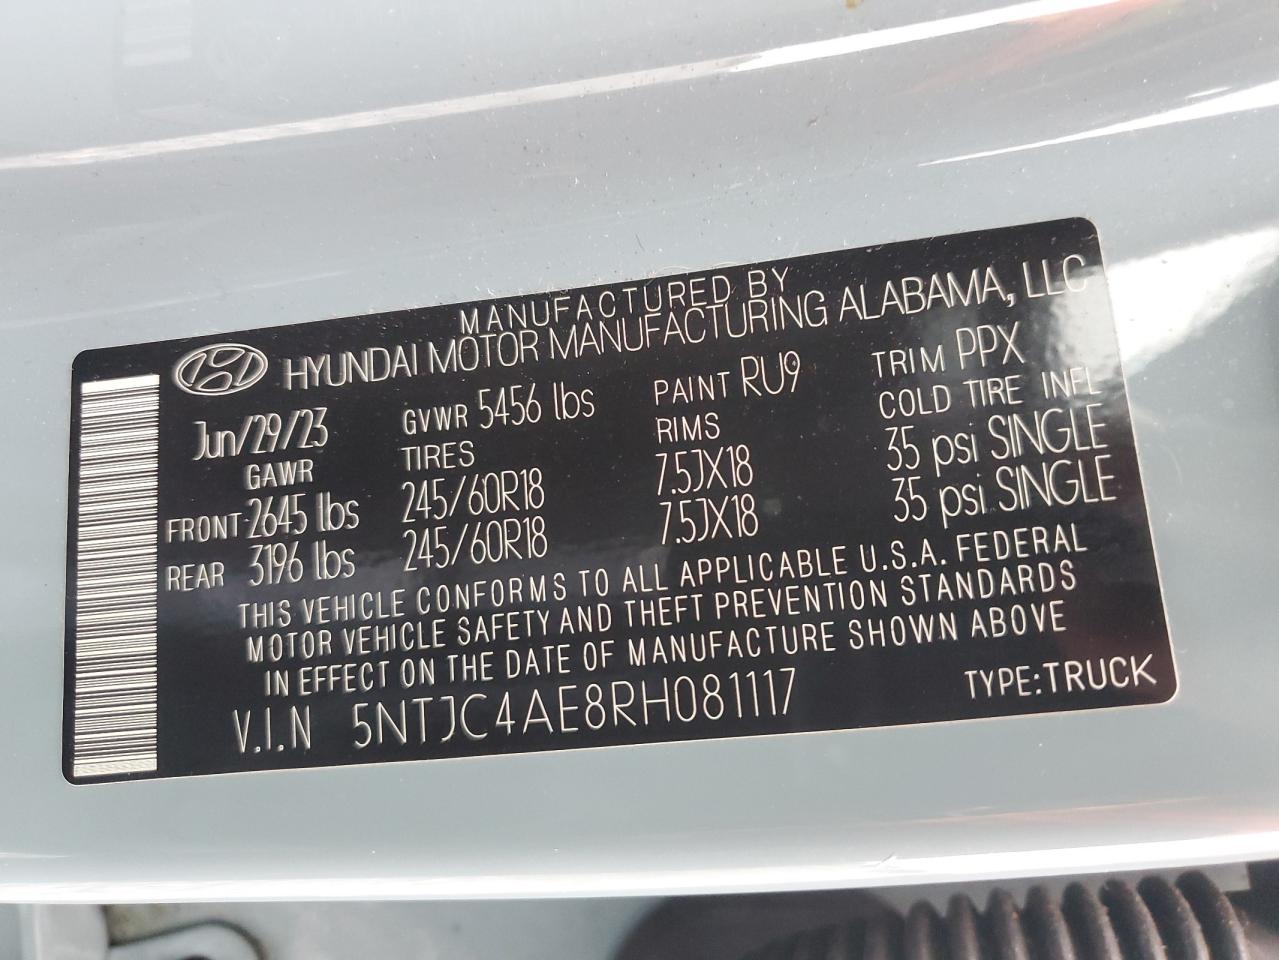 MANUFACTURED BY
HYUNDAI MOTOR MANUFACTURING ALABAMA, LLC
Jun/29/23 GVWR 5456 lbs PAINT RU9 TRIM PPX
GAWR TIRES RIMS COLD TIRE INFL
FRONT 2645 lbs 245/60R18 7.5JX18 35 psi SINGLE
REAR 3196 lbs 245/60R18 7.5JX18 35 psi SINGLE
THIS VEHICLE CONFORMS TO ALL APPLICABLE U.S.A. FEDERAL
MOTOR VEHICLE SAFETY AND THEFT PREVENTION STANDARDS
IN EFFECT ON THE DATE OF MANUFACTURE SHOWN ABOVE
V.I.N 5NTJC4AE8RH081117 TYPE:TRUCK